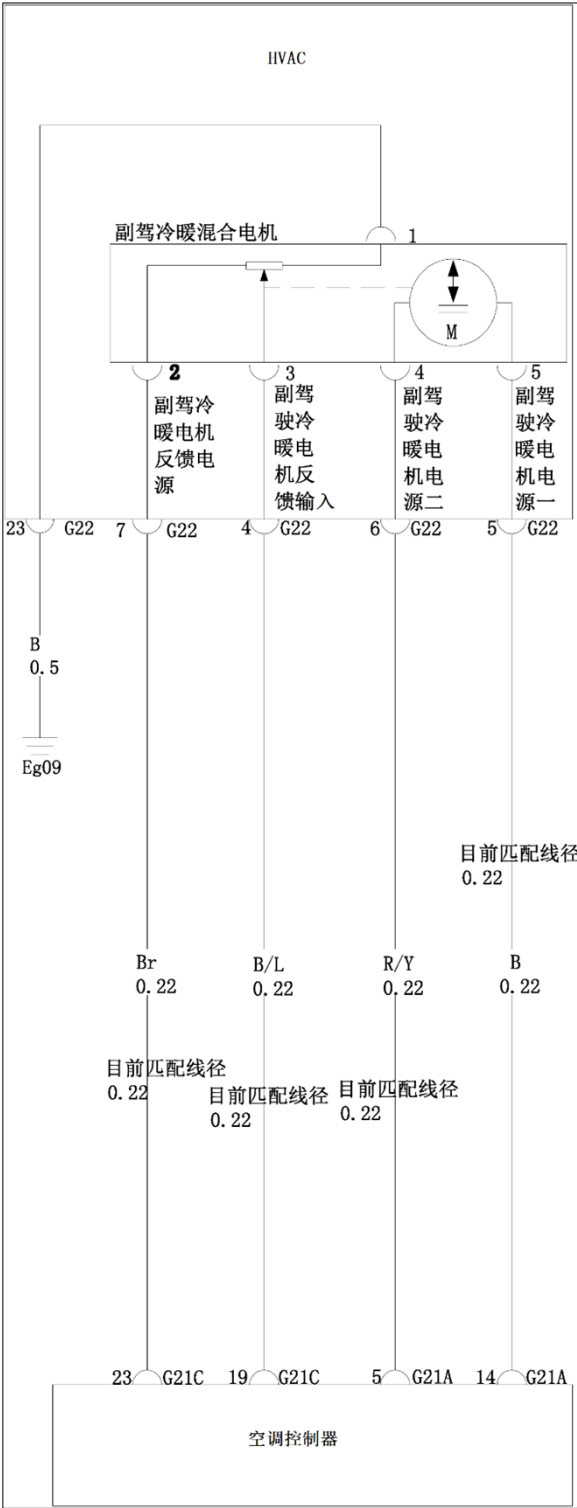 HVAC
副驾冷暖混合电机
1
M
2
3
4
5
副驾冷
暖电机
反馈电
源
副驾
驶冷
暖电
机反
馈输入
副驾
驶冷
暖电
机电
源二
副驾
驶冷
暖电
机电
源一
23 G22
7 G22
4 G22
6 G22
5 G22
B
0.5
Eg09
目前匹配线径
0.22
Br
0.22
B/L
0.22
R/Y
0.22
B
0.22
目前匹配线径
0.22
目前匹配线径
0.22
目前匹配线径
0.22
23 G21C
19 G21C
5 G21A
14 G21A
空调控制器